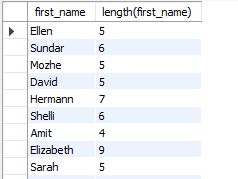 first_name length(first_name)
Ellen 5
Sundar 6
Mozhe 5
David 5
Hermann 7
Shelli 6
Amit 4
Elizabeth 9
Sarah 5